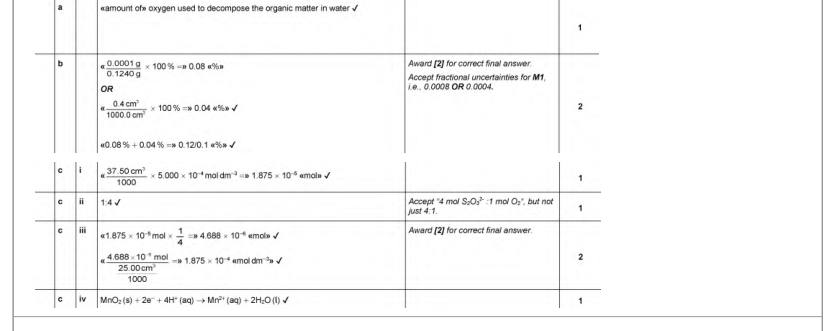 a «amount of» oxygen used to decompose the organic matter in water ✓ 1
b «0.0001 g / 0.1240 g × 100 % =» 0.08 «%»
OR
«0.4 cm³ / 1000.0 cm³ × 100 % =» 0.04 «%» ✓
«0.08 % + 0.04 % =» 0.12/0.1 «%» ✓
Award [2] for correct final answer.
Accept fractional uncertainties for M1,
i.e., 0.0008 OR 0.0004.
2
c i «37.50 cm³ / 1000 × 5.000 × 10⁻⁴ mol dm⁻³ =» 1.875 × 10⁻⁵ «mol» ✓ 1
c ii 1:4 ✓
Accept "4 mol S₂O₃²⁻ :1 mol O₂", but not
just 4:1.
1
c iii «1.875 × 10⁻⁵ mol × 1/4 =» 4.688 × 10⁻⁶ «mol» ✓
«4.688 × 10⁻⁶ mol / 25.00 cm³ / 1000 =» 1.875 × 10⁻⁴ «mol dm⁻³» ✓
Award [2] for correct final answer.
2
c iv MnO₂ (s) + 2e⁻ + 4H⁺ (aq) → Mn²⁺ (aq) + 2H₂O (l) ✓ 1